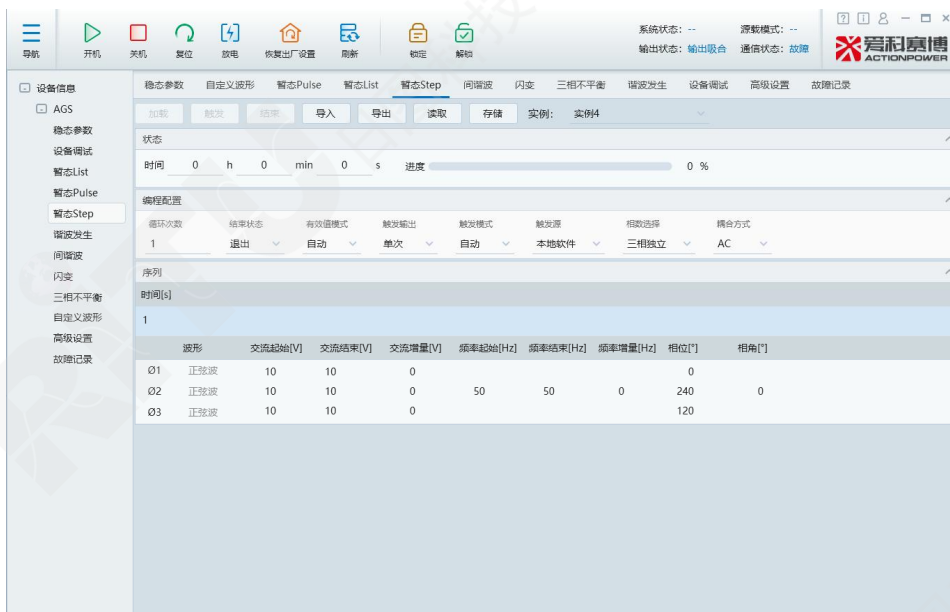 导航 开机 关机 复位 放电 恢复出厂设置 刷新 锁定 解锁
系统状态: -- 源载模式: --
输出状态: 输出吸合 通信状态: 故障
爱科赛博
ACTIONPOWER
设备信息
AGS
稳态参数
设备调试
暂态List
暂态Pulse
暂态Step
谐波发生
间谐波
闪变
三相不平衡
自定义波形
高级设置
故障记录
稳态参数 自定义波形 暂态Pulse 暂态List 暂态Step 间谐波 闪变 三相不平衡 谐波发生 设备调试 高级设置 故障记录
加载 触发 结束 导入 导出 读取 存储 实例: 实例4
状态
时间 0 h 0 min 0 s 进度 0 %
编程配置
循环次数 结束状态 有效值模式 触发输出 触发模式 触发源 相数选择 耦合方式
1 退出 自动 单次 自动 本地软件 三相独立 AC
序列
时间[s]
1
波形 交流起始[V] 交流结束[V] 交流增量[V] 频率起始[Hz] 频率结束[Hz] 频率增量[Hz] 相位[°] 相角[°]
Ø1 正弦波 10 10 0 0
Ø2 正弦波 10 10 0 50 50 0 240 0
Ø3 正弦波 10 10 0 120